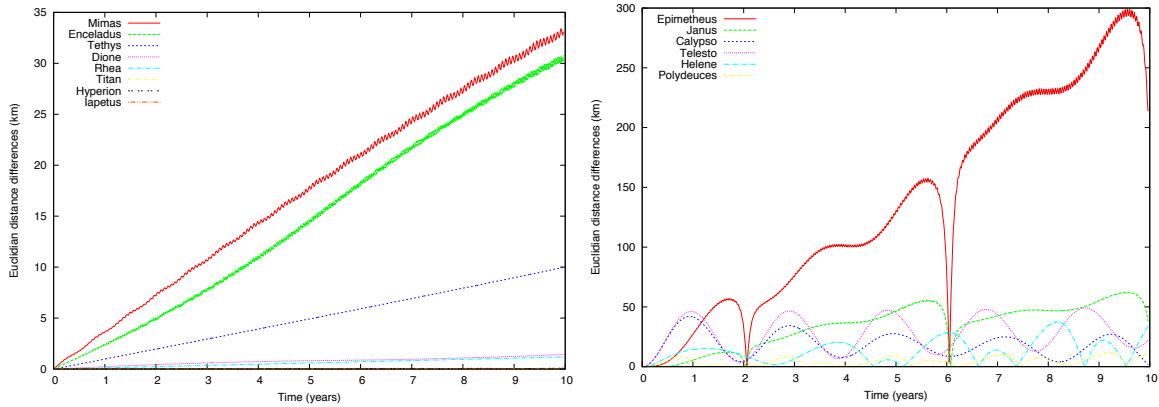 35
30
25
20
15
10
5
0
Euclidian distance differences (km)
Mimas
Enceladus
Tethys
Dione
Rhea
Titan
Hyperion
Iapetus
0 1 2 3 4 5 6 7 8 9 10
Time (years)
300
250
200
150
100
50
0
Euclidian distance differences (km)
Epimetheus
Janus
Calypso
Telesto
Helene
Polydeuces
0 1 2 3 4 5 6 7 8 9 10
Time (years)